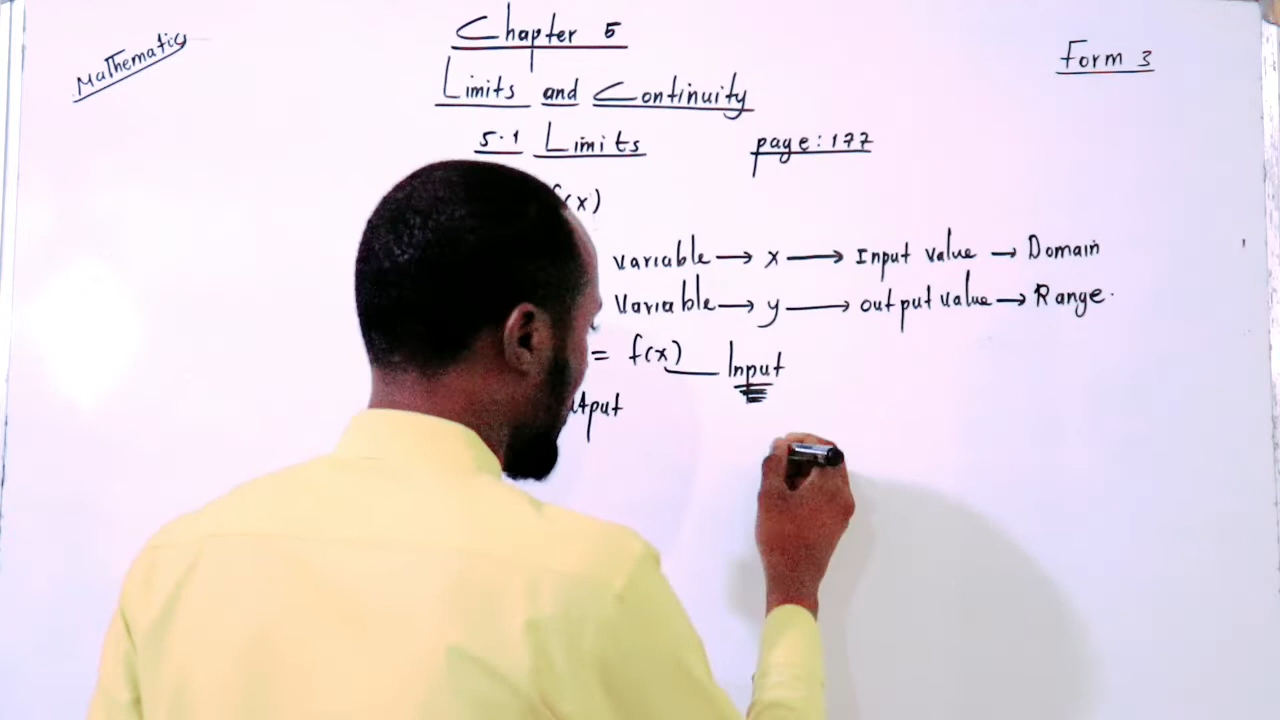 Mathematics
Chapter 5
Form 3
Limits and Continuity
5.1 Limits page: 177
(x)
variable → x → Input value → Domain
Variable → y → output value → Range.
= f(x) Input